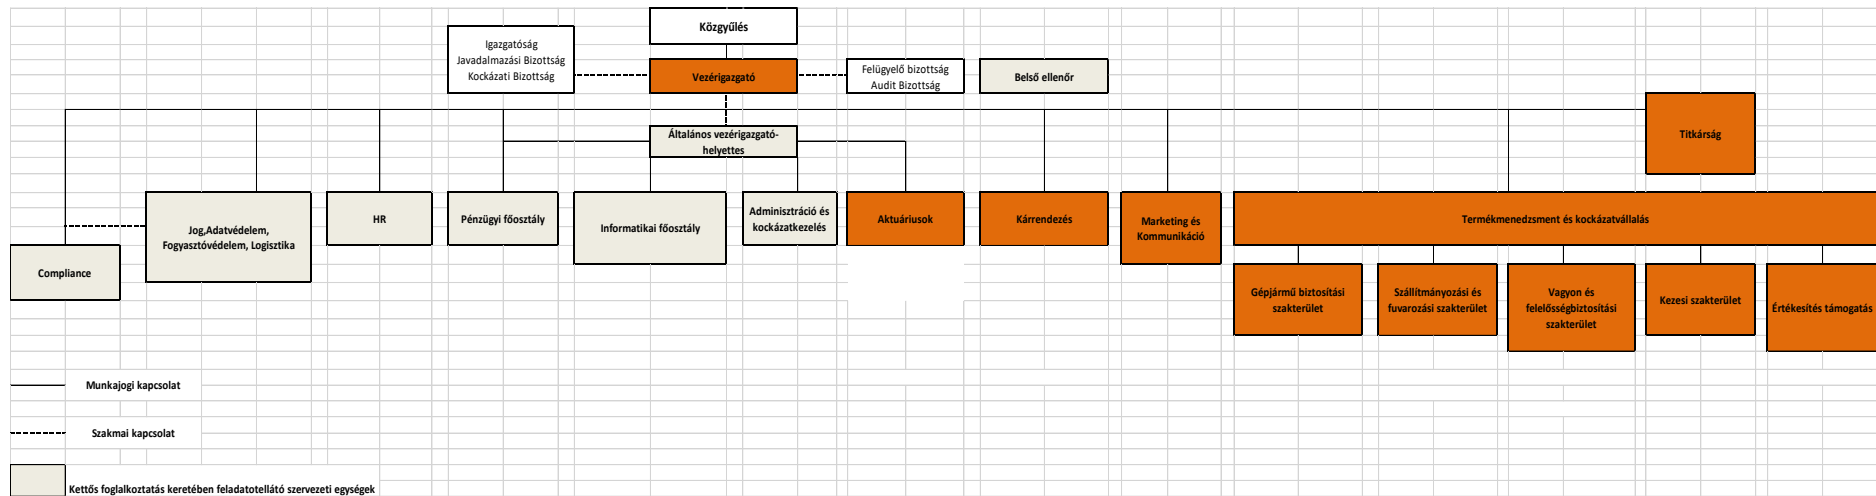 Közgyűlés
Igazgatóság
Javadalmazási Bizottság
Kockázati Bizottság
Vezérigazgató
Felügyelő bizottság
Audit Bizottság
Belső ellenőr
Általános vezérigazgató-
helyettes
Titkárság
Compliance
Jog,Adatvédelem,
Fogyasztóvédelem, Logisztika
HR
Pénzügyi főosztály
Informatikai főosztály
Adminisztráció és
kockázatkezelés
Aktuáriusok
Kárrendezés
Marketing és
Kommunikáció
Termékmenedzsment és kockázatvállalás
Gépjármű biztosítási
szakterület
Szállítmányozási és
fuvarozási szakterület
Vagyon és
felelősségbiztosítási
szakterület
Kezesi szakterület
Értékesítés támogatás
Munkajogi kapcsolat
Szakmai kapcsolat
Kettős foglalkoztatás keretében feladatotellátó szervezeti egységek